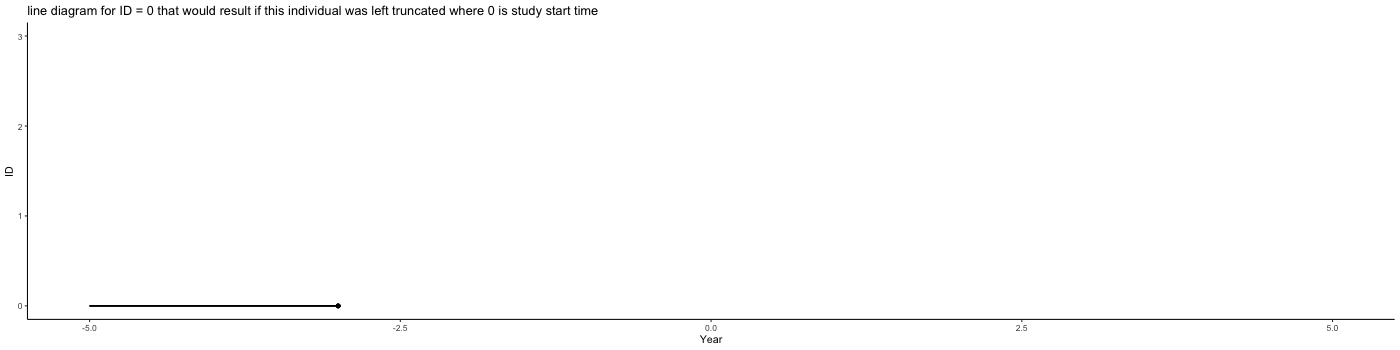 line diagram for ID = 0 that would result if this individual was left truncated where 0 is study start time
3
2
ID
1
0
-5.0 -2.5 0.0 2.5 5.0
Year